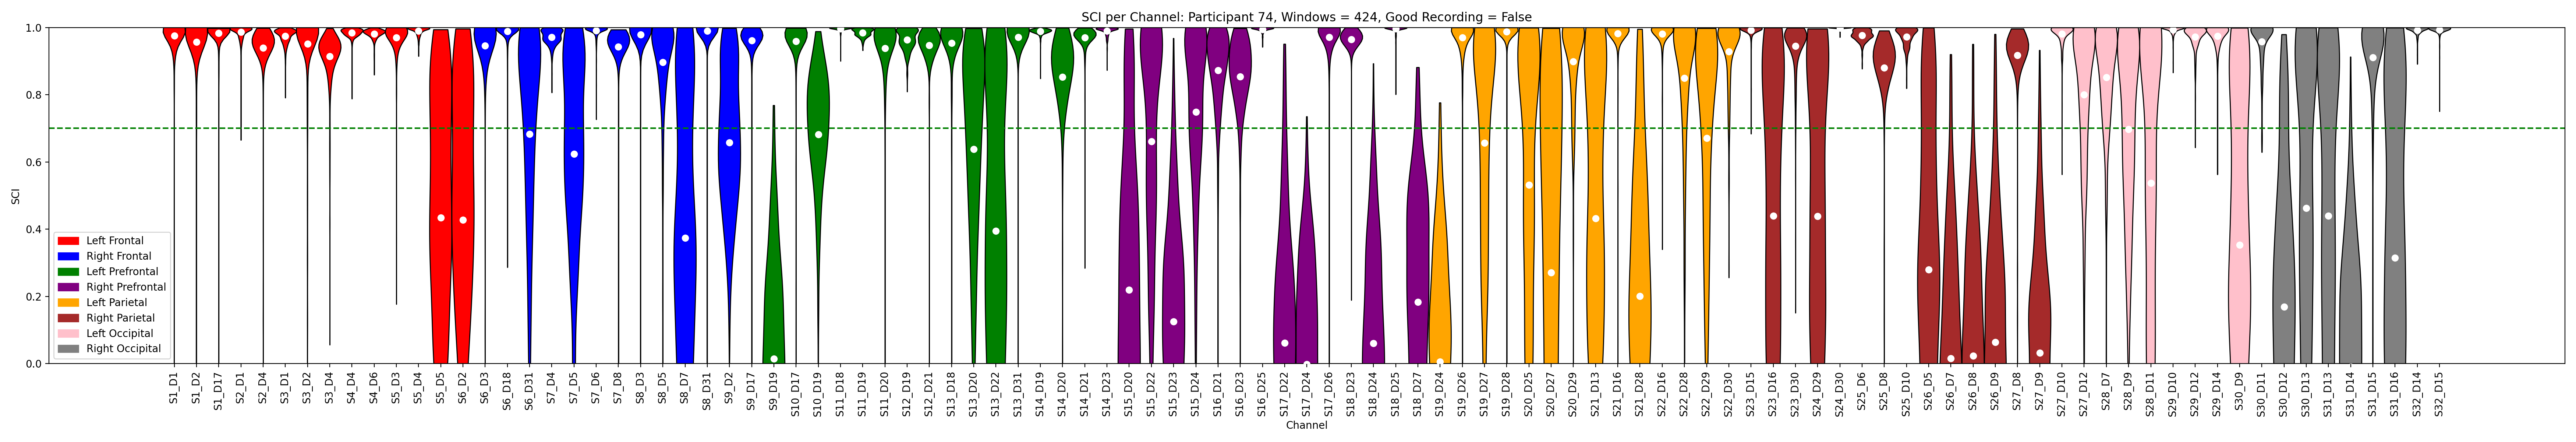 SCI per Channel: Participant 74, Windows = 424, Good Recording = False
1.0
0.8
0.6
0.4
0.2
0.0
SCI
Left Frontal
Right Frontal
Left Prefrontal
Right Prefrontal
Left Parietal
Right Parietal
Left Occipital
Right Occipital
S1_D1
S1_D2
S1_D17
S2_D1
S2_D4
S3_D1
S3_D2
S3_D4
S4_D4
S4_D6
S5_D3
S5_D4
S5_D5
S6_D2
S6_D3
S6_D18
S6_D31
S7_D4
S7_D5
S7_D6
S7_D8
S8_D3
S8_D5
S8_D7
S8_D31
S9_D2
S9_D17
S9_D19
S10_D17
S10_D19
S11_D18
S11_D19
S11_D20
S12_D19
S12_D21
S13_D18
S13_D20
S13_D22
S13_D31
S14_D19
S14_D20
S14_D21
S14_D23
S15_D20
S15_D22
S15_D23
S15_D24
S16_D21
S16_D23
S16_D25
S17_D22
S17_D24
S17_D26
S18_D23
S18_D24
S18_D25
S18_D27
S19_D24
S19_D26
S19_D27
S19_D28
S20_D25
S20_D27
S20_D29
S21_D13
S21_D16
S21_D28
S22_D16
S22_D28
S22_D29
S22_D30
S23_D15
S23_D16
S23_D30
S24_D29
S24_D30
S25_D6
S25_D8
S25_D10
S26_D5
S26_D7
S26_D8
S26_D9
S27_D8
S27_D9
S27_D10
S27_D12
S28_D7
S28_D9
S28_D11
S29_D10
S29_D12
S29_D14
S30_D9
S30_D11
S30_D12
S30_D13
S31_D13
S31_D14
S31_D15
S31_D16
S32_D14
S32_D15
Channel